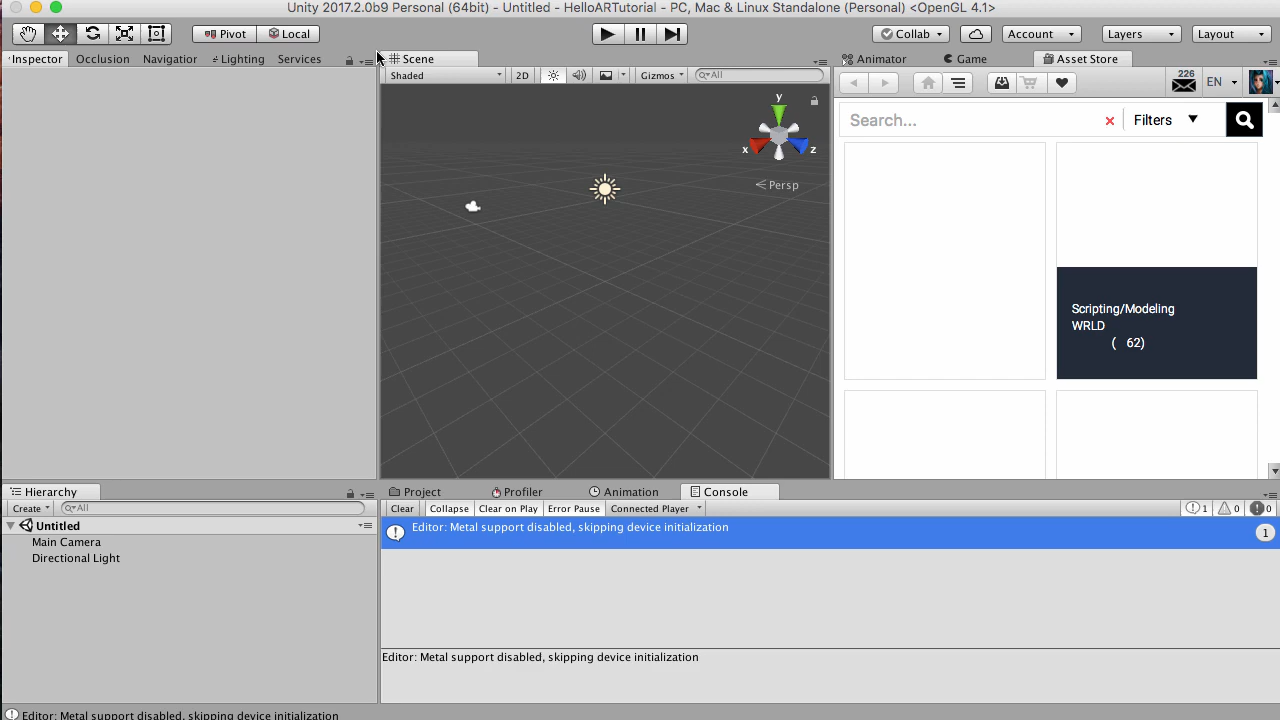 Unity 2017.2.0b9 Personal (64bit) - Untitled - HelloARTutorial - PC, Mac & Linux Standalone (Personal) <OpenGL 4.1>
Pivot Local Collab Account Layers Layout
Inspector Occlusion Navigator Lighting Services
Scene
Animator Game Asset Store
Shaded 2D Gizmos All
226 EN
Search... × Filters
y
x z
Persp
Scripting/Modeling
WRLD
( 62)
Hierarchy
Project Profiler Animation Console
Create All
Clear Collapse Clear on Play Error Pause Connected Player 1 0 0
Untitled
Main Camera
Directional Light
Editor: Metal support disabled, skipping device initialization 1
Editor: Metal support disabled, skipping device initialization
Editor: Metal support disabled, skipping device initialization